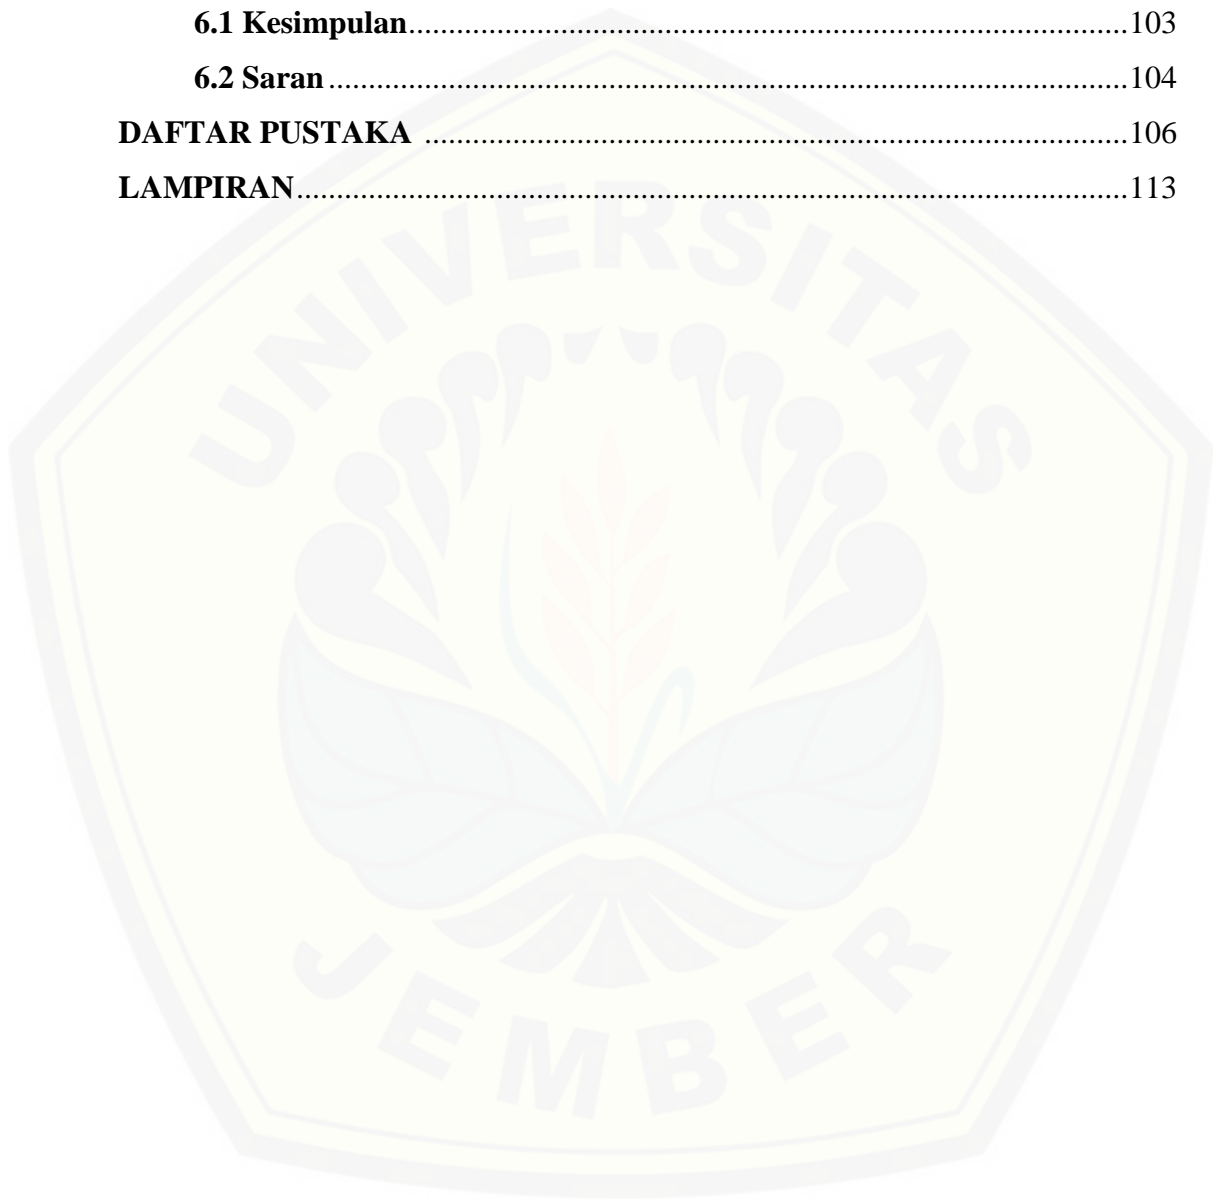 6.1 Kesimpulan..........................................................................................103
6.2 Saran....................................................................................................104
DAFTAR PUSTAKA ........................................................................................106
LAMPIRAN........................................................................................................113
UNIVERSITAS
JEMBER